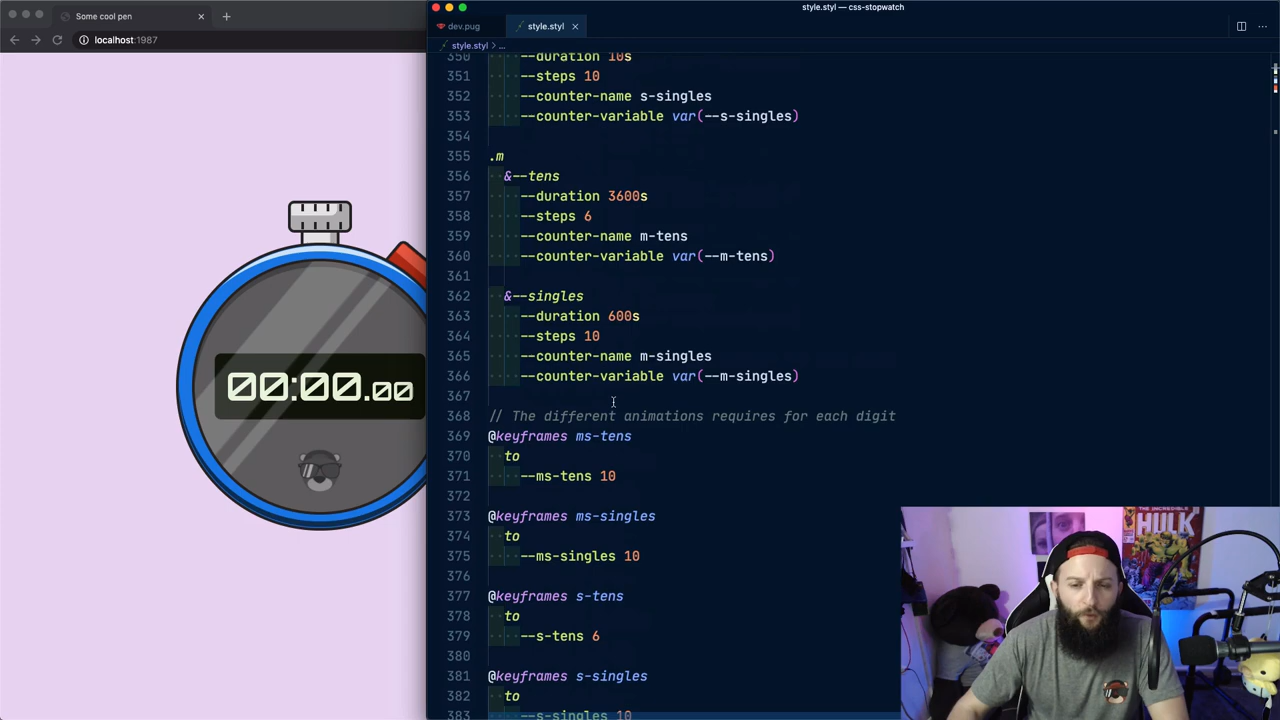 Some cool pen
localhost:1987
00:00.00
style.styl — css-stopwatch
dev.pug
style.styl
style.styl > ...
350 --duration 10s
351 --steps 10
352 --counter-name s-singles
353 --counter-variable var(--s-singles)
354
355 .m
356 &--tens
357 --duration 3600s
358 --steps 6
359 --counter-name m-tens
360 --counter-variable var(--m-tens)
361
362 &--singles
363 --duration 600s
364 --steps 10
365 --counter-name m-singles
366 --counter-variable var(--m-singles)
367
368 // The different animations requires for each digit
369 @keyframes ms-tens
370 to
371 --ms-tens 10
372
373 @keyframes ms-singles
374 to
375 --ms-singles 10
376
377 @keyframes s-tens
378 to
379 --s-tens 6
380
381 @keyframes s-singles
382 to
383 --s-singles 10
HULK